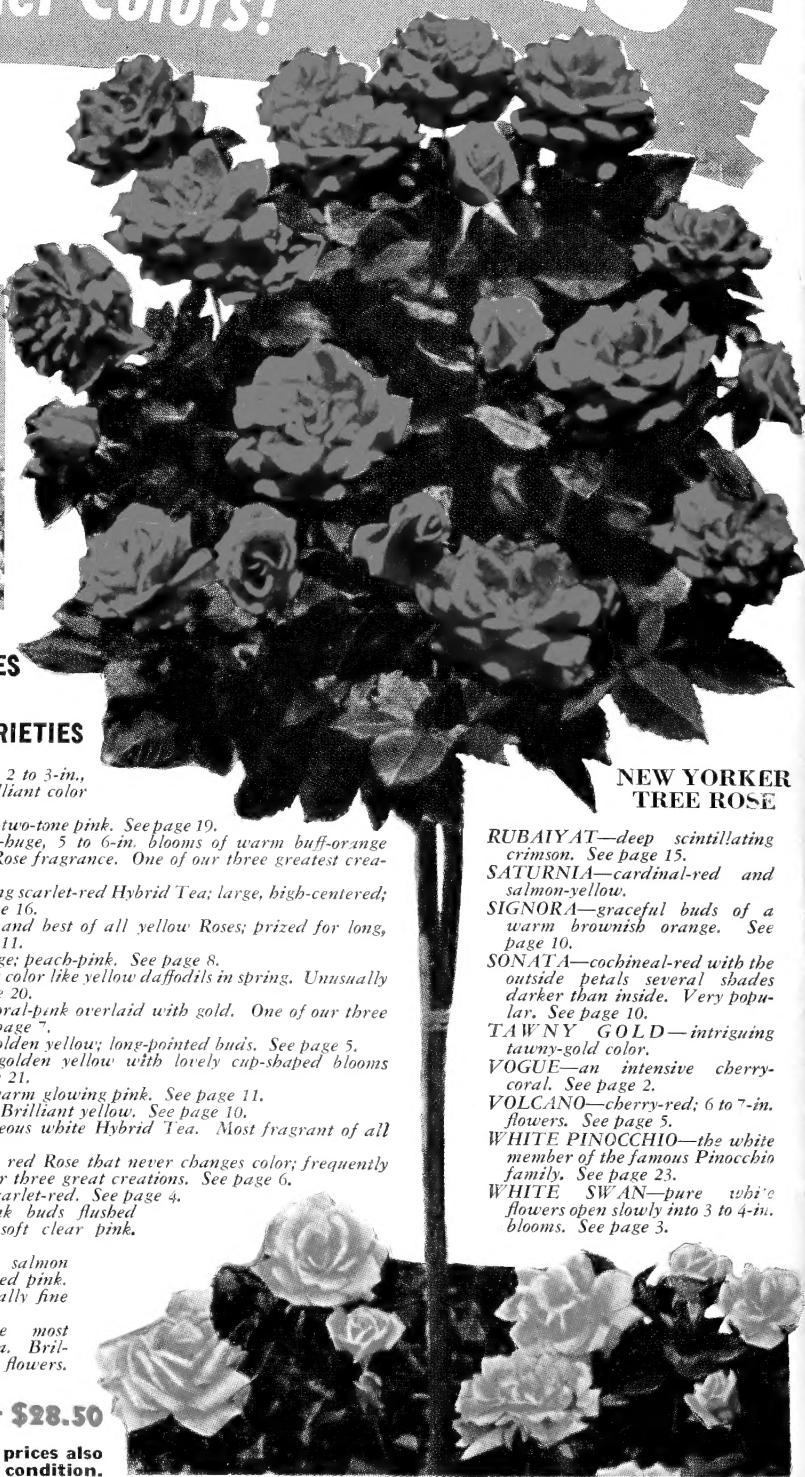 Colors!
ES
RIETIES
2 to 3-in.,
liant color
two-tone pink. See page 19.
-huge, 5 to 6-in. blooms of warm buff-orange
Rose fragrance. One of our three greatest crea-
ng scarlet-red Hybrid Tea; large, high-centered;
e 16.
and best of all yellow Roses; prized for long,
11.
ge; peach-pink. See page 8.
color like yellow daffodils in spring. Unusually
e 20.
oral-pink overlaid with gold. One of our three
page 7.
olden yellow; long-pointed buds. See page 5.
golden yellow with lovely cup-shaped blooms
21.
arm glowing pink. See page 11.
Brilliant yellow. See page 10.
eous white Hybrid Tea. Most fragrant of all
red Rose that never changes color; frequently
r three great creations. See page 6.
arlet-red. See page 4.
nk buds flushed
soft clear pink.
salmon
ed pink.
ally fine
e most
a. Bril-
flowers.
$28.50
prices also
condition.
NEW YORKER
TREE ROSE
RUBAIYAT—deep scintillating
crimson. See page 15.
SATURNIA—cardinal-red and
salmon-yellow.
SIGNORA—graceful buds of a
warm brownish orange. See
page 10.
SONATA—cochineal-red with the
outside petals several shades
darker than inside. Very popu-
lar. See page 10.
TAWNY GOLD—intriguing
tawny-gold color.
VOGUE—an intensive cherry-
coral. See page 2.
VOLCANO—cherry-red; 6 to 7-in.
flowers. See page 5.
WHITE PINOCCHIO—the white
member of the famous Pinocchio
family. See page 23.
WHITE SWAN—pure white
flowers open slowly into 3 to 4-in.
blooms. See page 3.